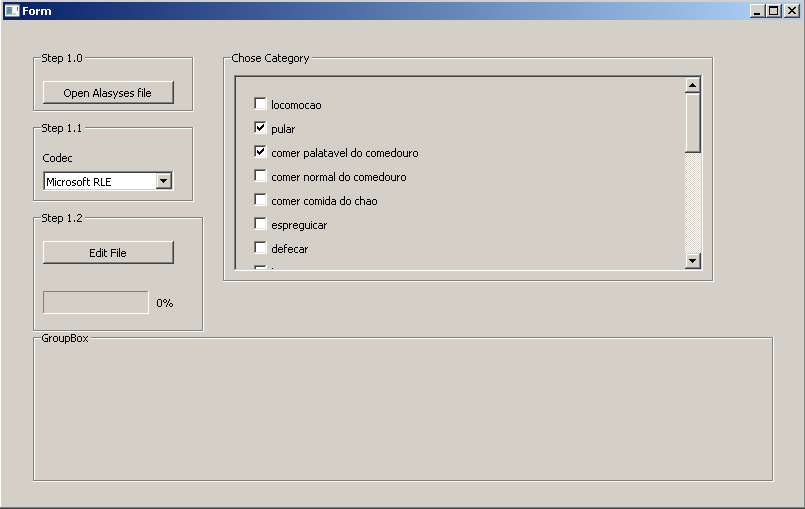 Form
Step 1.0
Open Alasyses file
Step 1.1
Codec
Microsoft RLE
Step 1.2
Edit File
0%
Chose Category
locomocao
pular
comer palatavel do comedouro
comer normal do comedouro
comer comida do chao
espreguicar
defecar
GroupBox